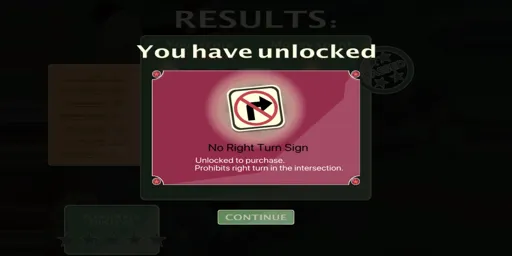 RESULTS:
You have unlocked
No Right Turn Sign
Unlocked to purchase.
Prohibits right turn in the intersection.
CONTINUE